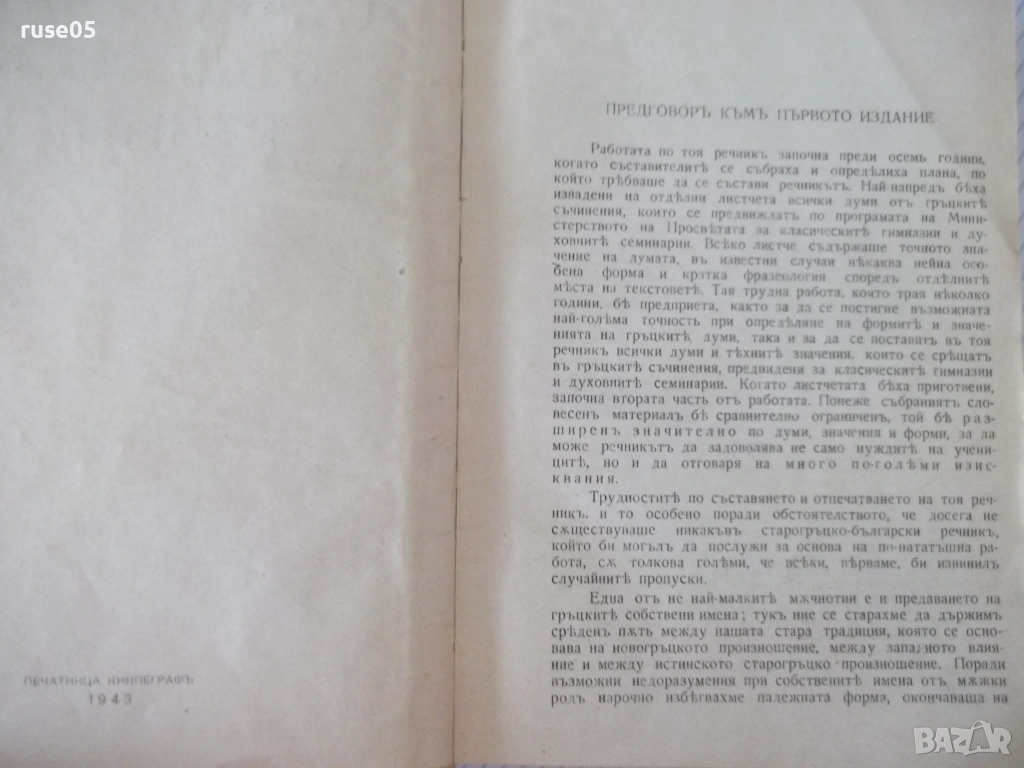 ruse05
ПЕЧАТНИЦА КНИПЕГРАФЪ
1943
ПРЕДГОВОРЪ КЪМЪ ПЪРВОТО ИЗДАНИЕ
Работата по тоя речникъ започна преди осемь години,
когато съставителитѣ се събраха и опредѣлиха плана, по
който трѣбваше да се състави речникътъ. Най-напредъ бѣха
извадени на отдѣлни листчета всички думи отъ гръцкитѣ
съчинения, които се предвиждатъ по програмата на Мини-
стерството на Просвѣтата за класическитѣ гимназии и ду-
ховнитѣ семинарии. Всѣко листче съдържаше точното зна-
чение на думата, въ известни случаи нѣкаква нейна осо-
бена форма и кратка фразеология споредъ отдѣлнитѣ
мѣста на текстоветѣ. Тая трудна работа, която трая нѣколко
години, бѣ предприета, както за да се постигне възможната
най-голѣма точность при опредѣляне на формитѣ и значе-
нията на гръцкитѣ думи, така и за да се поставятъ въ тоя
речникъ всички думи и тѣхнитѣ значения, които се срѣщатъ
въ гръцкитѣ съчинения, предвидени за класическитѣ гимназии
и духовнитѣ семинарии. Когато листчетата бѣха приготвени,
започна втората часть отъ работата. Понеже събраниятъ сло-
весенъ материалъ бѣ сравнително ограниченъ, той бѣ раз-
ширенъ значително по думи, значения и форми, за да
може речникътъ да задоволява не само нуждитѣ на учени-
цитѣ, но и да отговаря на много по-голѣми изис-
квания.
Трудноститѣ по съставянето и отпечатването на тоя реч-
никъ, и то особено поради обстоятелството, че досега не
сѫществуваше никакъвъ старогръцко-български речникъ,
който би могълъ да послужи за основа на по-нататъшна ра-
бота, сѫ толкова голѣми, че всѣки, вѣрваме, би извинилъ
случайнитѣ пропуски.
Една отъ не най-малкитѣ мѫчнотии е и предаването на
гръцкитѣ собствени имена; тукъ ние се старахме да държимъ
срѣденъ пѫть между нашата стара традиция, която се осно-
вава на новогръцкото произношение, между западното влия-
ние и между истинското старогръцко произношение. Поради
възможни недоразумения при собственитѣ имена отъ мѫжки
родъ нарочно избѣгвахме падежната форма, окончаваща на
BAZAR